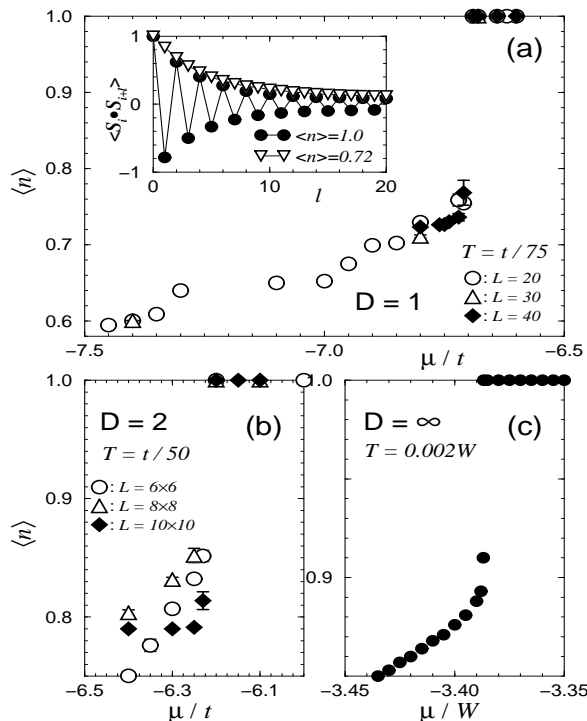 1.0
(a)
1
0
−1
<S_i•S_{i+l}>
<n>=1.0
<n>=0.72
0
10
20
l
0.9
0.8
0.7
0.6
⟨n⟩
T = t / 75
: L = 20
: L = 30
: L = 40
D = 1
−7.5
−7.0
−6.5
μ / t
1.0
D = 2
(b)
T = t / 50
: L = 6×6
: L = 8×8
: L = 10×10
0.9
0.8
⟨n⟩
−6.5
−6.3
−6.1
μ / t
1.0
D = ∞
(c)
T = 0.002W
0.9
−3.45
−3.40
−3.35
μ / W